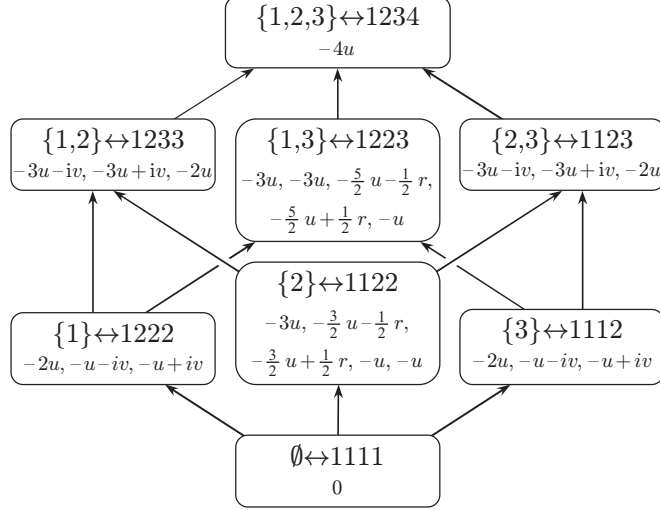 {1,2,3}↔1234
−4u
{1,2}↔1233
−3u−iv, −3u+iv, −2u
{1,3}↔1223
−3u, −3u, −5/2 u−1/2 r,
−5/2 u+1/2 r, −u
{2,3}↔1123
−3u−iv, −3u+iv, −2u
{1}↔1222
−2u, −u−iv, −u+iv
{2}↔1122
−3u, −3/2 u−1/2 r,
−3/2 u+1/2 r, −u, −u
{3}↔1112
−2u, −u−iv, −u+iv
∅↔1111
0